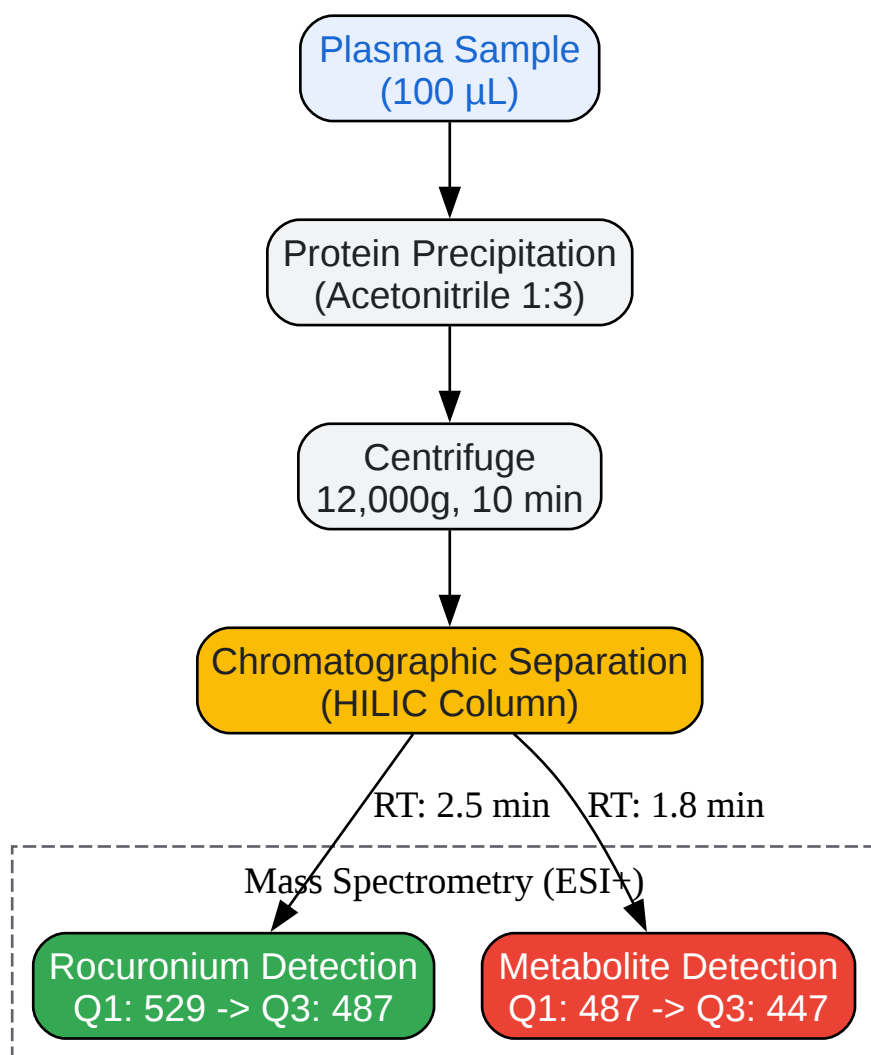 Plasma Sample
(100 µL)
Protein Precipitation
(Acetonitrile 1:3)
Centrifuge
12,000g, 10 min
Chromatographic Separation
(HILIC Column)
RT: 2.5 min
RT: 1.8 min
Mass Spectrometry (ESI+)
Rocuronium Detection
Q1: 529 -> Q3: 487
Metabolite Detection
Q1: 487 -> Q3: 447